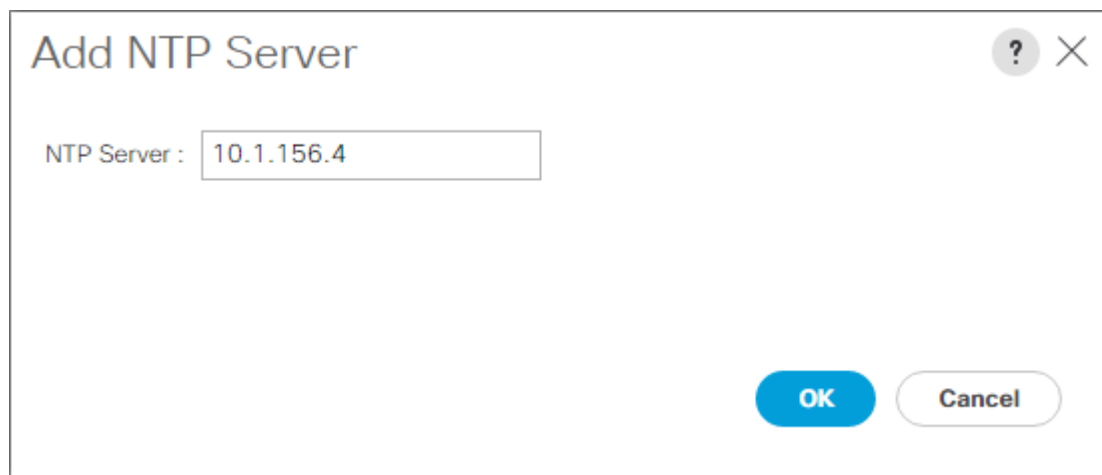 Add NTP Server
?
NTP Server :
10.1.156.4
OK
Cancel